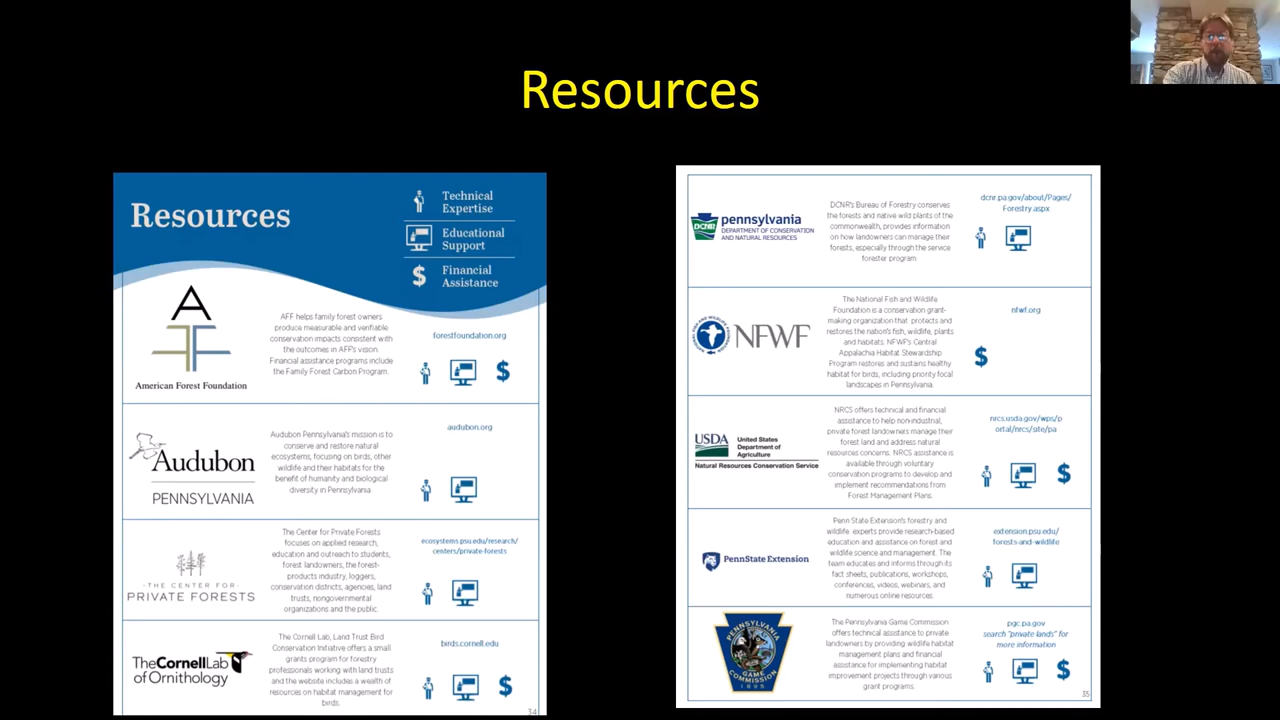 Resources
Resources
Technical
Expertise
Educational
Support
Financial
Assistance
American Forest Foundation
AFF helps family forest owners
produce measurable and verifiable
conservation impacts consistent with
the outcomes in AFF's vision.
Financial assistance programs include
the Family Forest Carbon Program.
forestfoundation.org
Audubon
PENNSYLVANIA
Audubon Pennsylvania's mission is to
conserve and restore natural
ecosystems, focusing on birds, other
wildlife and their habitats for the
benefit of humanity and biological
diversity in Pennsylvania
audubon.org
·THE CENTER FOR
PRIVATE FORESTS
The Center for Private Forests
focuses on applied research,
education and outreach to students,
forest landowners, the forest-
products industry, loggers,
conservation districts, agencies, land
trusts, nongovernmental
organizations and the public.
ecosystems.psu.edu/research/
centers/private-forests
TheCornellLab
of Ornithology
The Cornell Lab, Land Trust Bird
Conservation Initiative offers a small
grants program for forestry
professionals working with land trusts
and the website includes a wealth of
resources on habitat management for
birds.
birds.cornell.edu
34
DCNR
pennsylvania
DEPARTMENT OF CONSERVATION
AND NATURAL RESOURCES
DCNR's Bureau of Forestry conserves
the forests and native wild plants of the
commonwealth, provides information
on how landowners can manage their
forests, especially through the service
forester program.
dcnr.pa.gov/about/Pages/
Forestry.aspx
NFWF
The National Fish and Wildlife
Foundation is a conservation grant-
making organization that protects and
restores the nation's fish, wildlife, plants
and habitats. NFWF's Central
Appalachia Habitat Stewardship
Program restores and sustains healthy
habitat for birds, including priority focal
landscapes in Pennsylvania.
nfwf.org
USDA
United States
Department of
Agriculture
Natural Resources Conservation Service
NRCS offers technical and financial
assistance to help non-industrial,
private forest landowners manage their
forest land and address natural
resources concerns. NRCS assistance is
available through voluntary
conservation programs to develop and
implement recommendations from
Forest Management Plans.
nrcs.usda.gov/wps/p
ortal/nrcs/site/pa
PennState Extension
Penn State Extension's forestry and
wildlife experts provide research-based
education and assistance on forest and
wildlife science and management. The
team educates and informs through its
fact sheets, publications, workshops,
conferences, videos, webinars, and
numerous online resources.
extension.psu.edu/
forests-and-wildlife
PENNSYLVANIA
GAME
COMMISSION
1895
The Pennsylvania Game Commission
offers technical assistance to private
landowners by providing wildlife habitat
management plans and financial
assistance for implementing habitat
improvement projects through various
grant programs.
pgc.pa.gov
search "private lands" for
more information
35